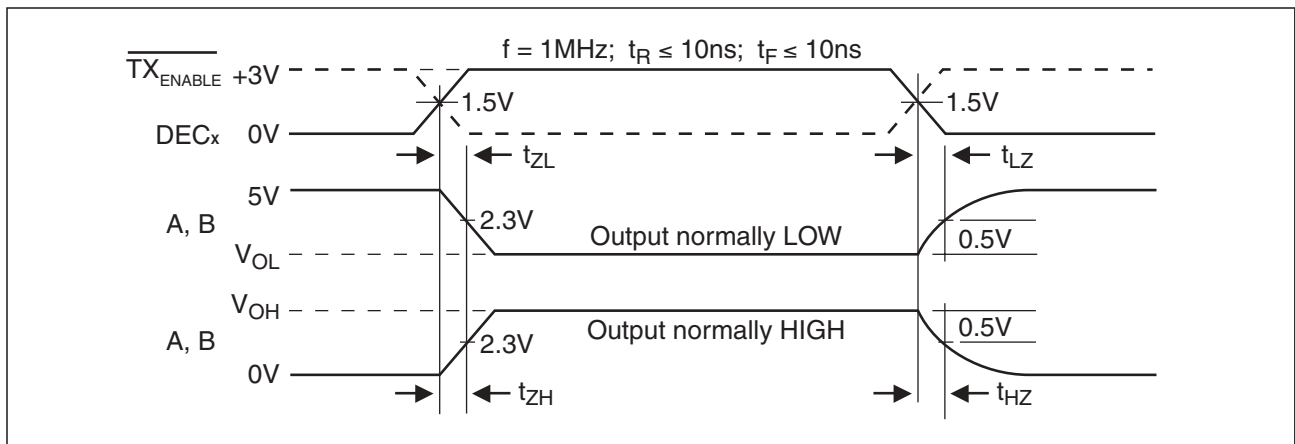 f = 1MHz; tR ≤ 10ns; tF ≤ 10ns
TXENABLE +3V
1.5V 1.5V
DECx 0V
tZL tLZ
5V
A, B 2.3V Output normally LOW 0.5V
VOL
VOH
A, B 2.3V Output normally HIGH 0.5V
0V
tZH tHZ